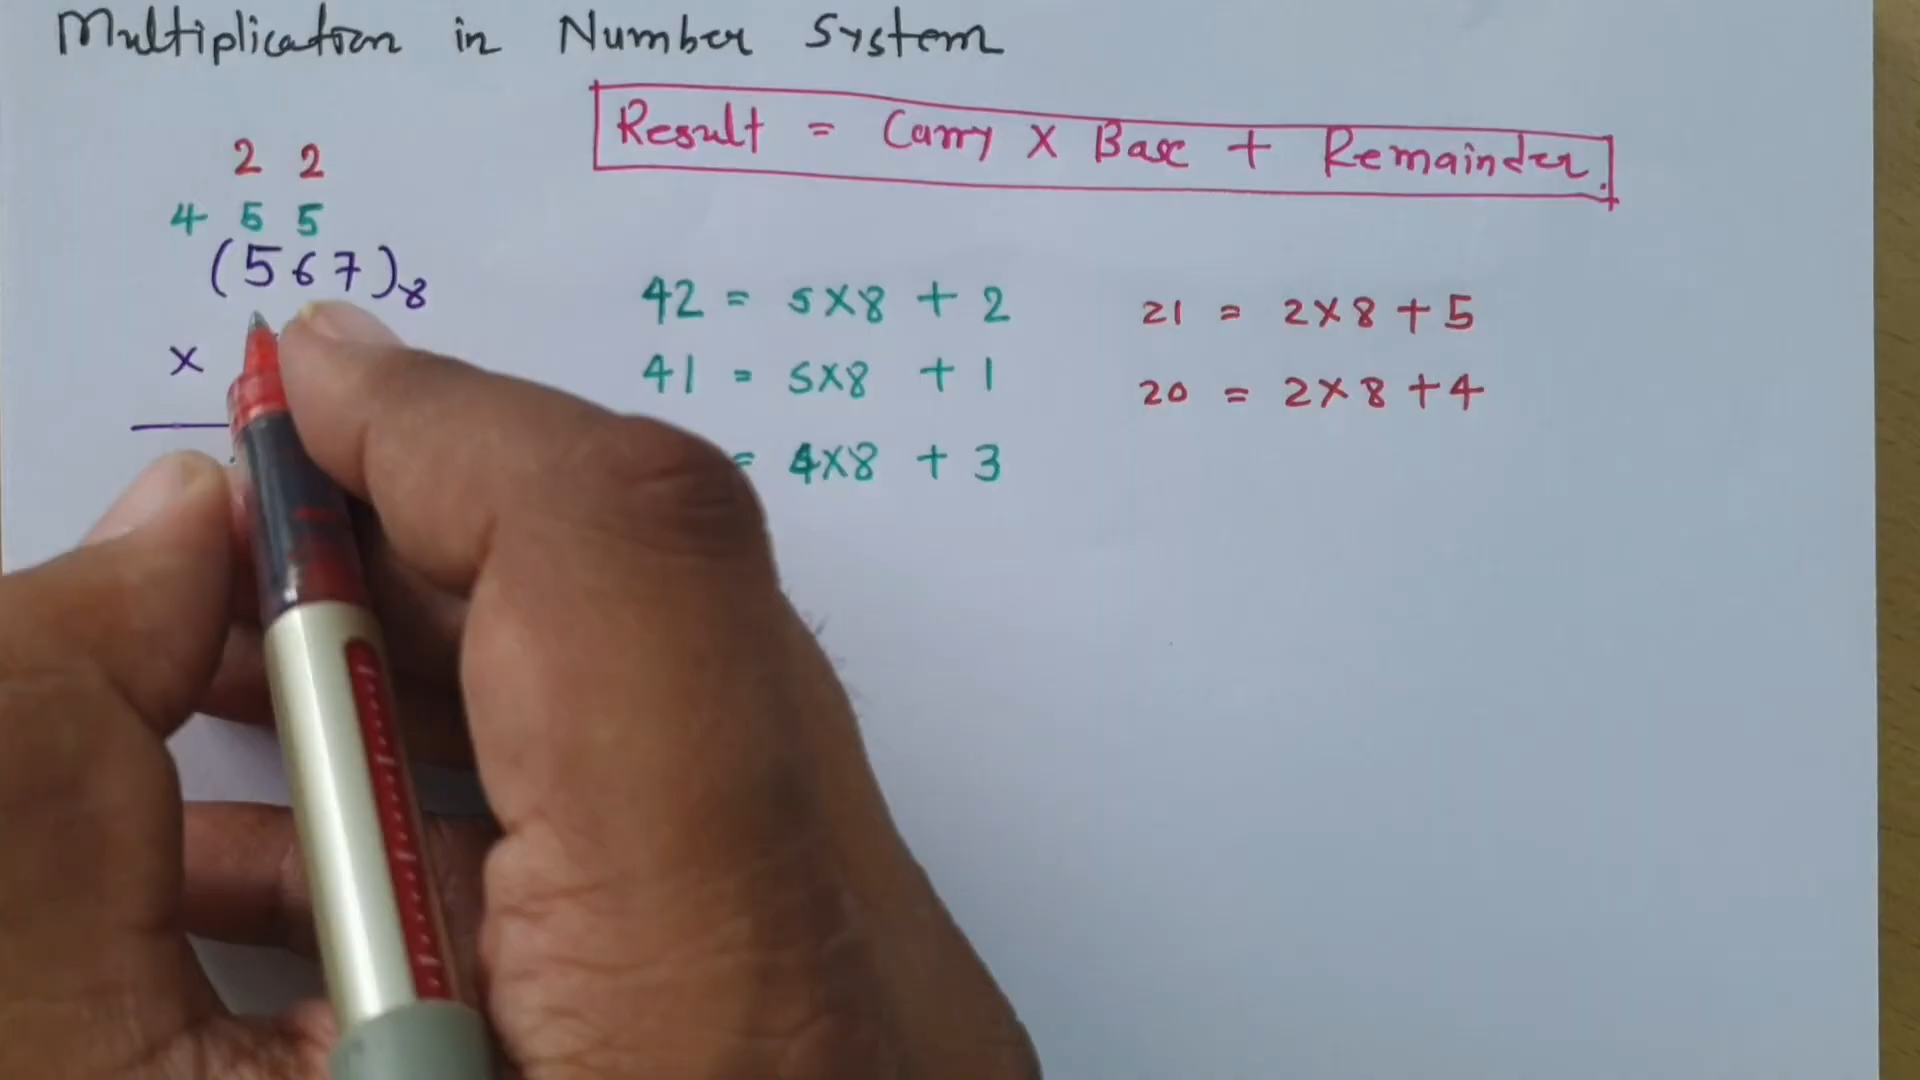 Multiplication in Number System
Result = Carry X Base + Remainder.
2 2
4 5 5
(567)8
42 = 5X8 + 2
21 = 2X8 + 5
X
41 = 5X8 + 1
20 = 2X8 + 4
= 4X8 + 3